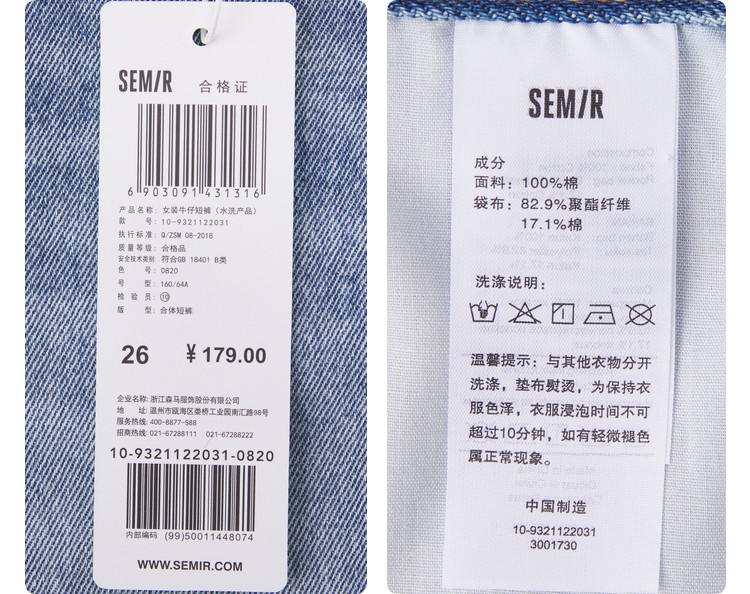 SEMIR 合格证
6 903091 431316
产品名称: 女装牛仔短裤（水洗产品）
款 号: 10-9321122031
执行标准: Q/ZSM 08-2018
质量等级: 合格品
安全技术类别: 符合GB 18401 B类
色 号: 0820
号 型: 160/64A
检 验 员: ⑩
版 型: 合体短裤
26 ￥179.00
企业名称: 浙江森马服饰股份有限公司
地 址: 温州市瓯海区娄桥工业园南汇路98号
服务热线: 400-8877-588
招商热线: 021-67288111 021-67288222
10-9321122031-0820
内部编码 (99)50011448074
WWW.SEMIR.COM
SEMIR
成分
面料: 100%棉
袋布: 82.9%聚酯纤维
17.1%棉
洗涤说明:
温馨提示: 与其他衣物分开
洗涤，垫布熨烫，为保持衣
服色泽，衣服浸泡时间不可
超过10分钟，如有轻微褪色
属正常现象。
中国制造
10-9321122031
3001730